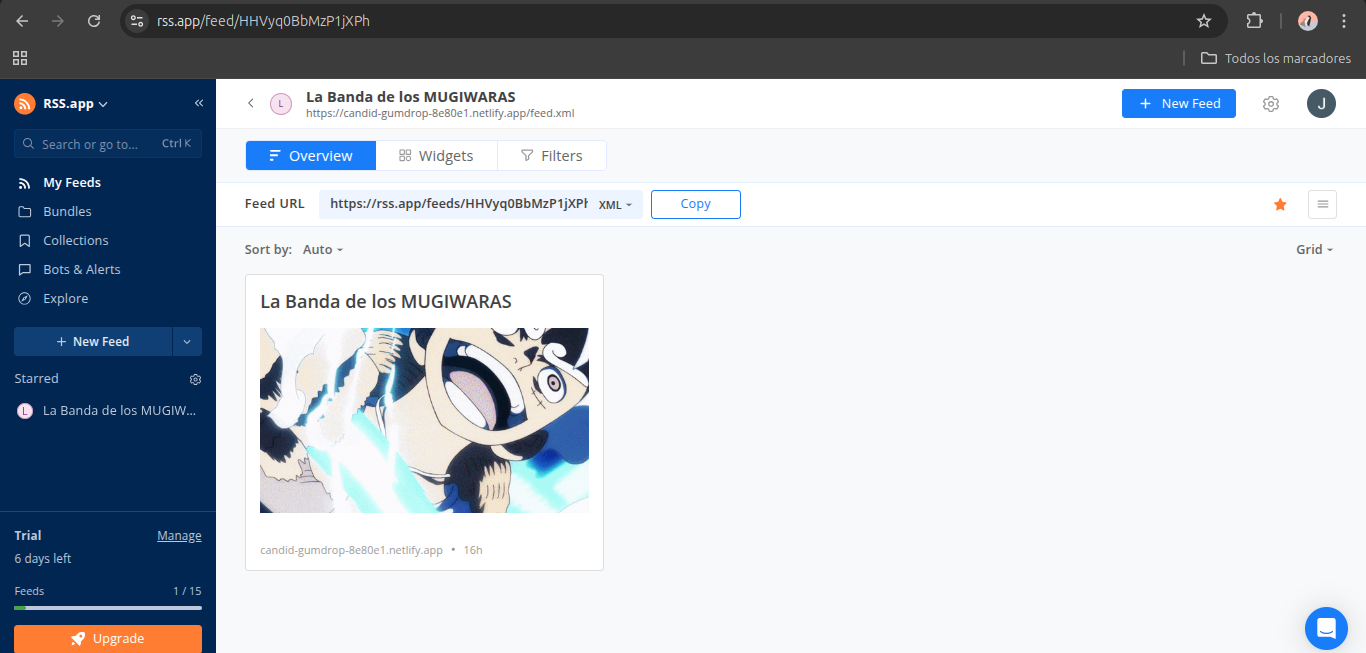 rss.app/feed/HHVyq0BbMzP1jXPh
Todos los marcadores
RSS.app
Search or go to...
Ctrl K
My Feeds
Bundles
Collections
Bots & Alerts
Explore
+ New Feed
Starred
L
La Banda de los MUGIW...
Trial
Manage
6 days left
Feeds
1 / 15
Upgrade
L
La Banda de los MUGIWARAS
https://candid-gumdrop-8e80e1.netlify.app/feed.xml
+ New Feed
J
Overview
Widgets
Filters
Feed URL
https://rss.app/feeds/HHVyq0BbMzP1jXPh
XML
Copy
Sort by:
Auto
Grid
La Banda de los MUGIWARAS
candid-gumdrop-8e80e1.netlify.app • 16h